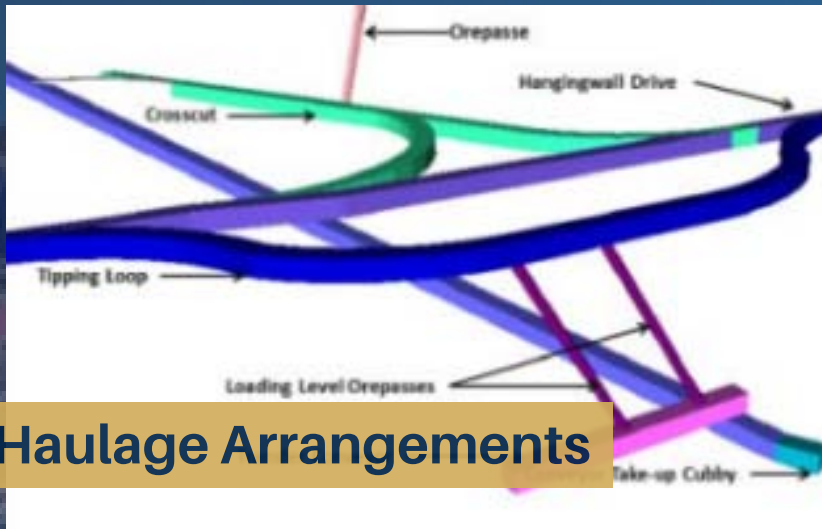 Orepasse
Hangingwall Drive
Crosscut
Tipping Loop
Loading Level Orepasses
Haulage Arrangements
Take-up Cubby